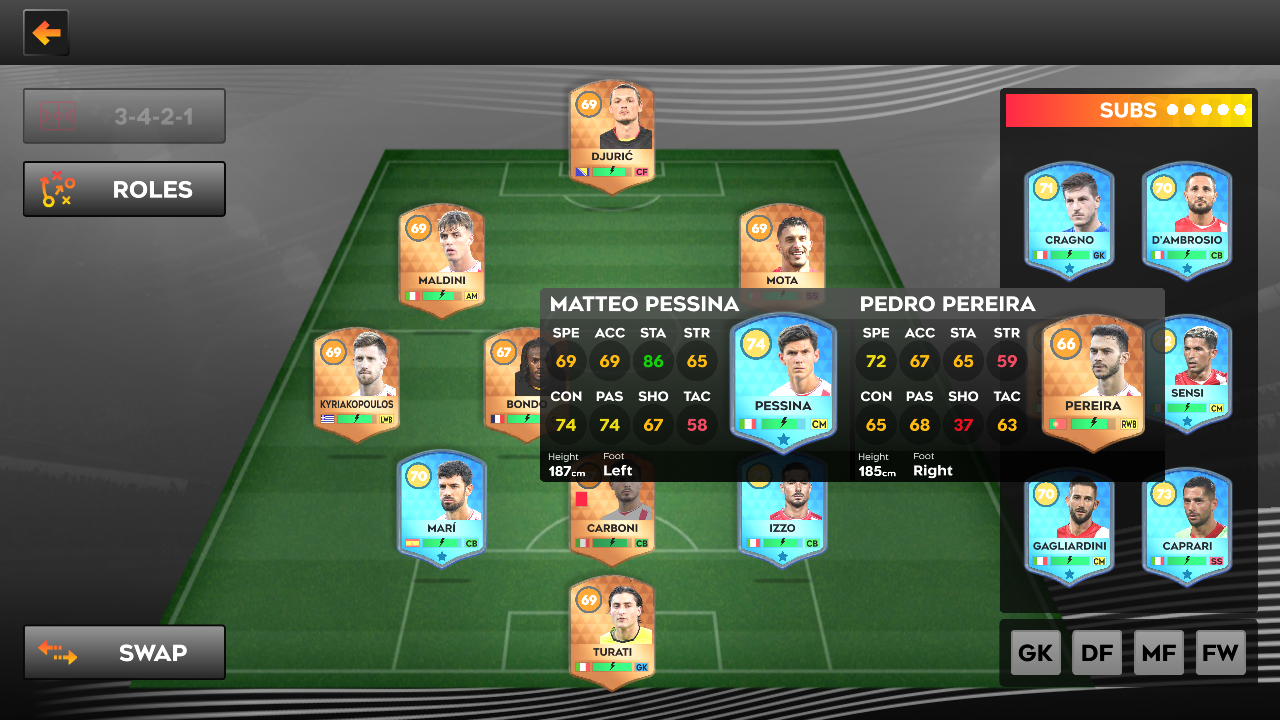 3-4-2-1
ROLES
SUBS
69
DJURIĆ
CF
71
CRAGNO
GK
70
D'AMBROSIO
CB
69
MALDINI
AM
69
MOTA
SS
MATTEO PESSINA
SPE ACC STA STR
69 69 86 65
CON PAS SHO TAC
74 74 67 58
Height Foot
187cm Left
74
PESSINA
CM
PEDRO PEREIRA
SPE ACC STA STR
72 67 65 59
CON PAS SHO TAC
65 68 37 63
Height Foot
185cm Right
66
PEREIRA
RWB
SENSI
CM
69
KYRIAKOPOULOS
LWB
67
BONDO
70
MARÍ
CB
CARBONI
CB
IZZO
CB
70
GAGLIARDINI
CM
73
CAPRARI
SS
69
TURATI
GK
SWAP
GK DF MF FW